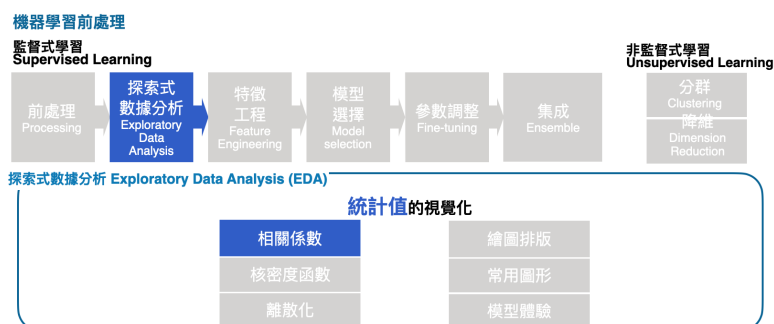 機器學習前處理
監督式學習
Supervised Learning
非監督式學習
Unsupervised Learning
前處理
Processing
探索式
數據分析
Exploratory
Data
Analysis
特徵
工程
Feature
Engineering
模型
選擇
Model
selection
參數調整
Fine-tuning
集成
Ensemble
分群
Clustering
降維
Dimension
Reduction
探索式數據分析 Exploratory Data Analysis (EDA)
統計值的視覺化
相關係數
核密度函數
離散化
繪圖排版
常用圖形
模型體驗